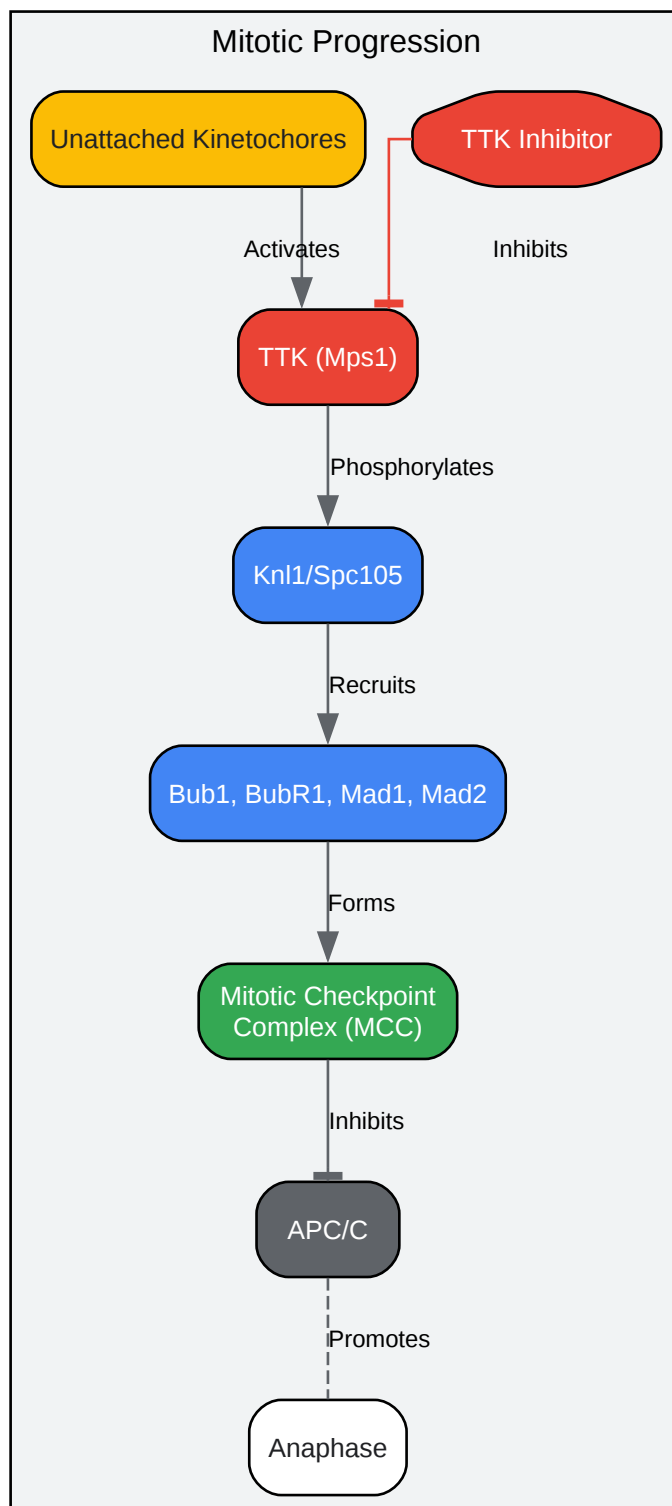 Mitotic Progression
Unattached Kinetochores
TTK Inhibitor
Activates
Inhibits
TTK (Mps1)
Phosphorylates
Knl1/Spc105
Recruits
Bub1, BubR1, Mad1, Mad2
Forms
Mitotic Checkpoint
Complex (MCC)
Inhibits
APC/C
Promotes
Anaphase